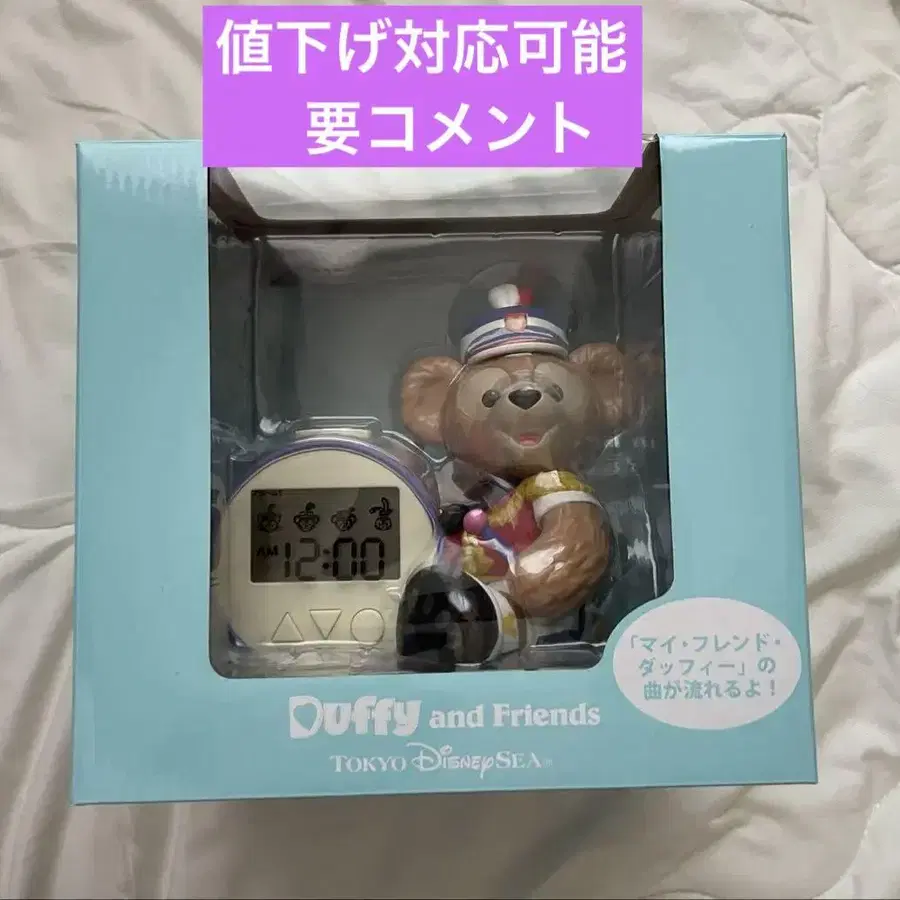 値下げ対応可能
要コメント
AM 12:00
「マイ・フレンド・
ダッフィー」の
曲が流れるよ！
Duffy and Friends
TOKYO DISNEYSEA